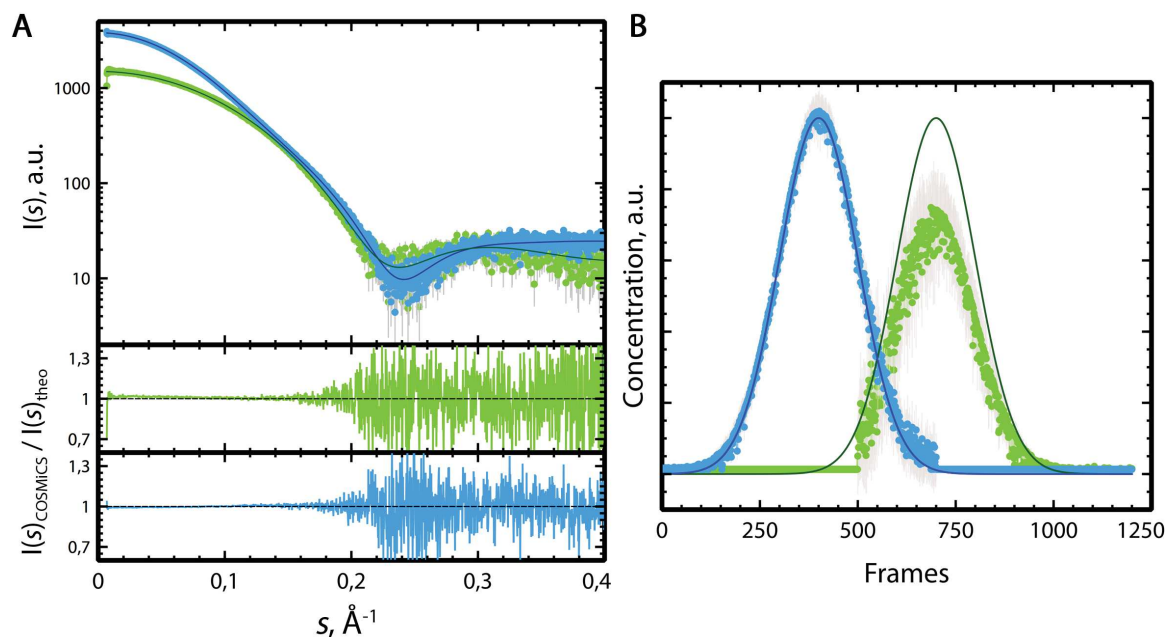 A
I(s), a.u.
1000
100
10
1,3
1
0,7
1,3
1
0,7
I(s)COSMiCS / I(s)theo
0
0,1
0,2
0,3
0,4
s, Å-1
B
Concentration, a.u.
0
250
500
750
1000
1250
Frames